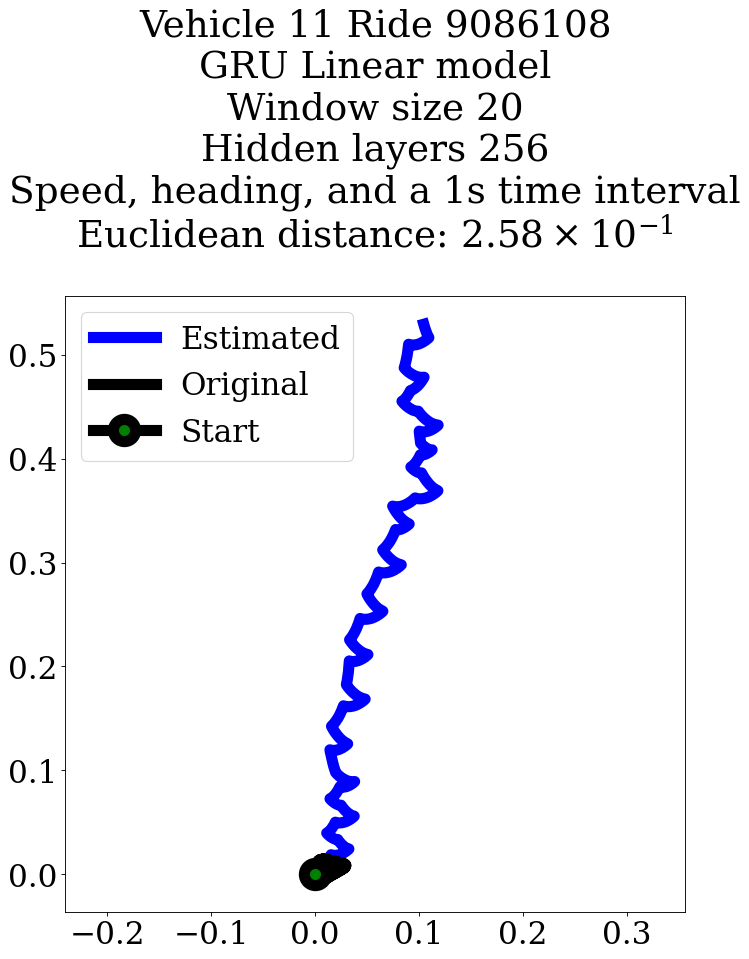 Vehicle 11 Ride 9086108
GRU Linear model
Window size 20
Hidden layers 256
Speed, heading, and a 1s time interval
Euclidean distance: 2.58 × 10⁻¹
Estimated
Original
Start
0.5
0.4
0.3
0.2
0.1
0.0
−0.2 −0.1 0.0 0.1 0.2 0.3